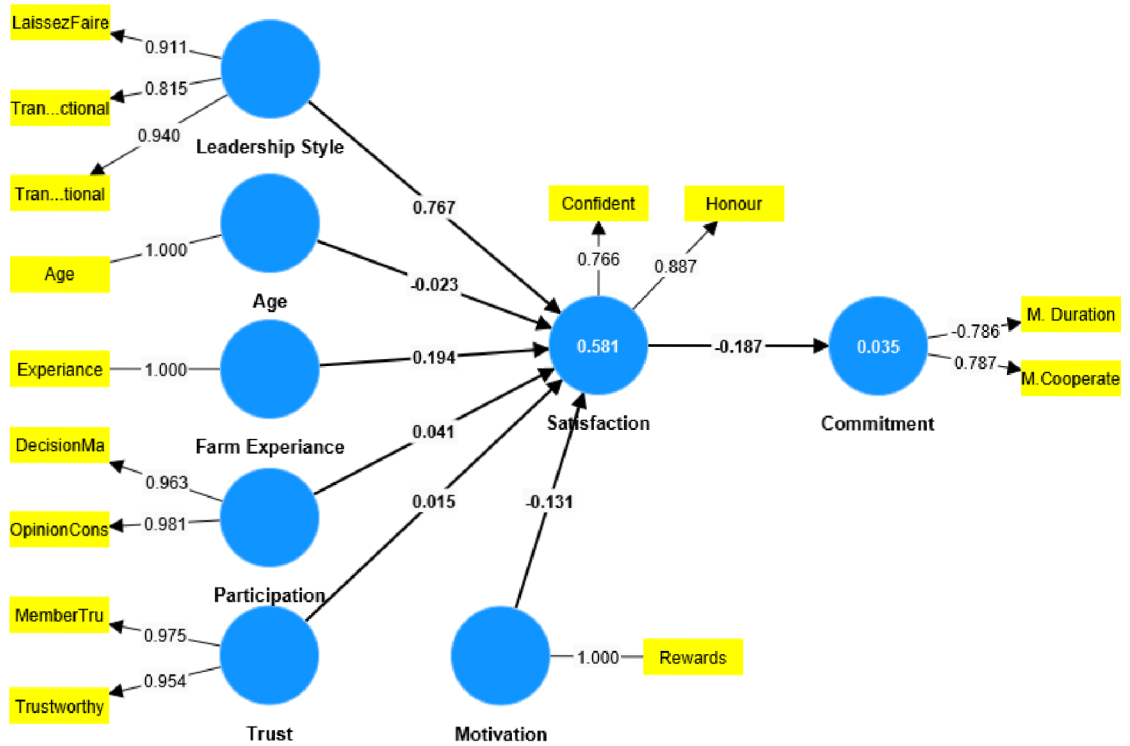 LaissezFaire
0.911
Tran...ctional
0.815
0.940
Tran...tional
Leadership Style
0.767
Confident
Honour
0.766
0.887
Age
1.000
Age
-0.023
Experiance
1.000
Farm Experiance
0.194
0.581
Satisfaction
-0.187
0.035
Commitment
-0.786
M. Duration
0.787
M.Cooperate
DecisionMa
0.963
OpinionCons
0.981
Participation
0.041
MemberTru
0.975
Trustworthy
0.954
Trust
0.015
-0.131
Motivation
1.000
Rewards